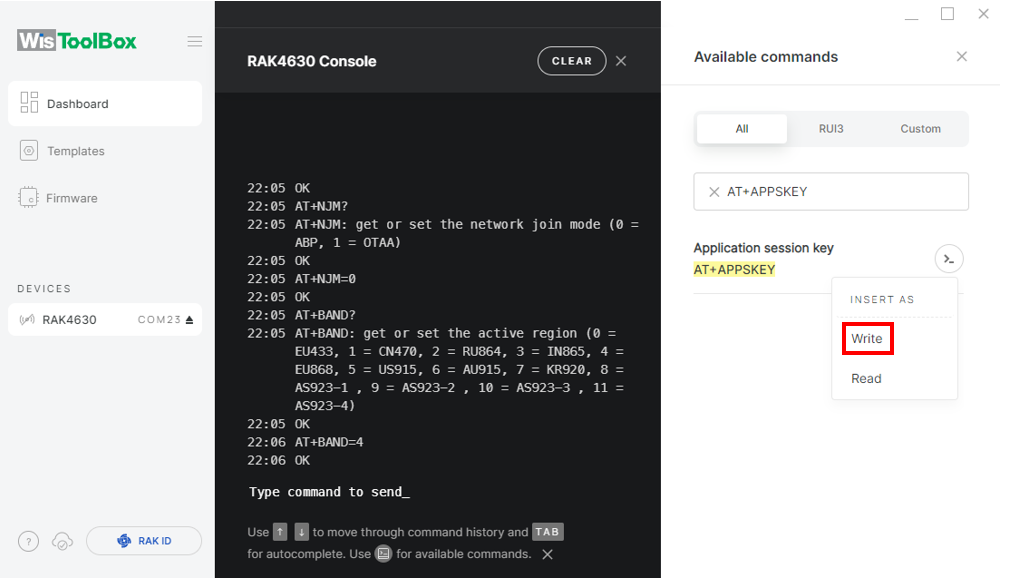 WisToolBox
Dashboard
Templates
Firmware
DEVICES
RAK4630 COM23
?
RAK ID
RAK4630 Console
CLEAR
22:05 OK
22:05 AT+NJM?
22:05 AT+NJM: get or set the network join mode (0 =
ABP, 1 = OTAA)
22:05 OK
22:05 AT+NJM=0
22:05 OK
22:05 AT+BAND?
22:05 AT+BAND: get or set the active region (0 =
EU433, 1 = CN470, 2 = RU864, 3 = IN865, 4 =
EU868, 5 = US915, 6 = AU915, 7 = KR920, 8 =
AS923-1 , 9 = AS923-2 , 10 = AS923-3 , 11 =
AS923-4)
22:05 OK
22:06 AT+BAND=4
22:06 OK
Type command to send_
Use ↑ ↓ to move through command history and TAB
for autocomplete. Use for available commands.
Available commands
All RUI3 Custom
AT+APPSKEY
Application session key
AT+APPSKEY
INSERT AS
Write
Read